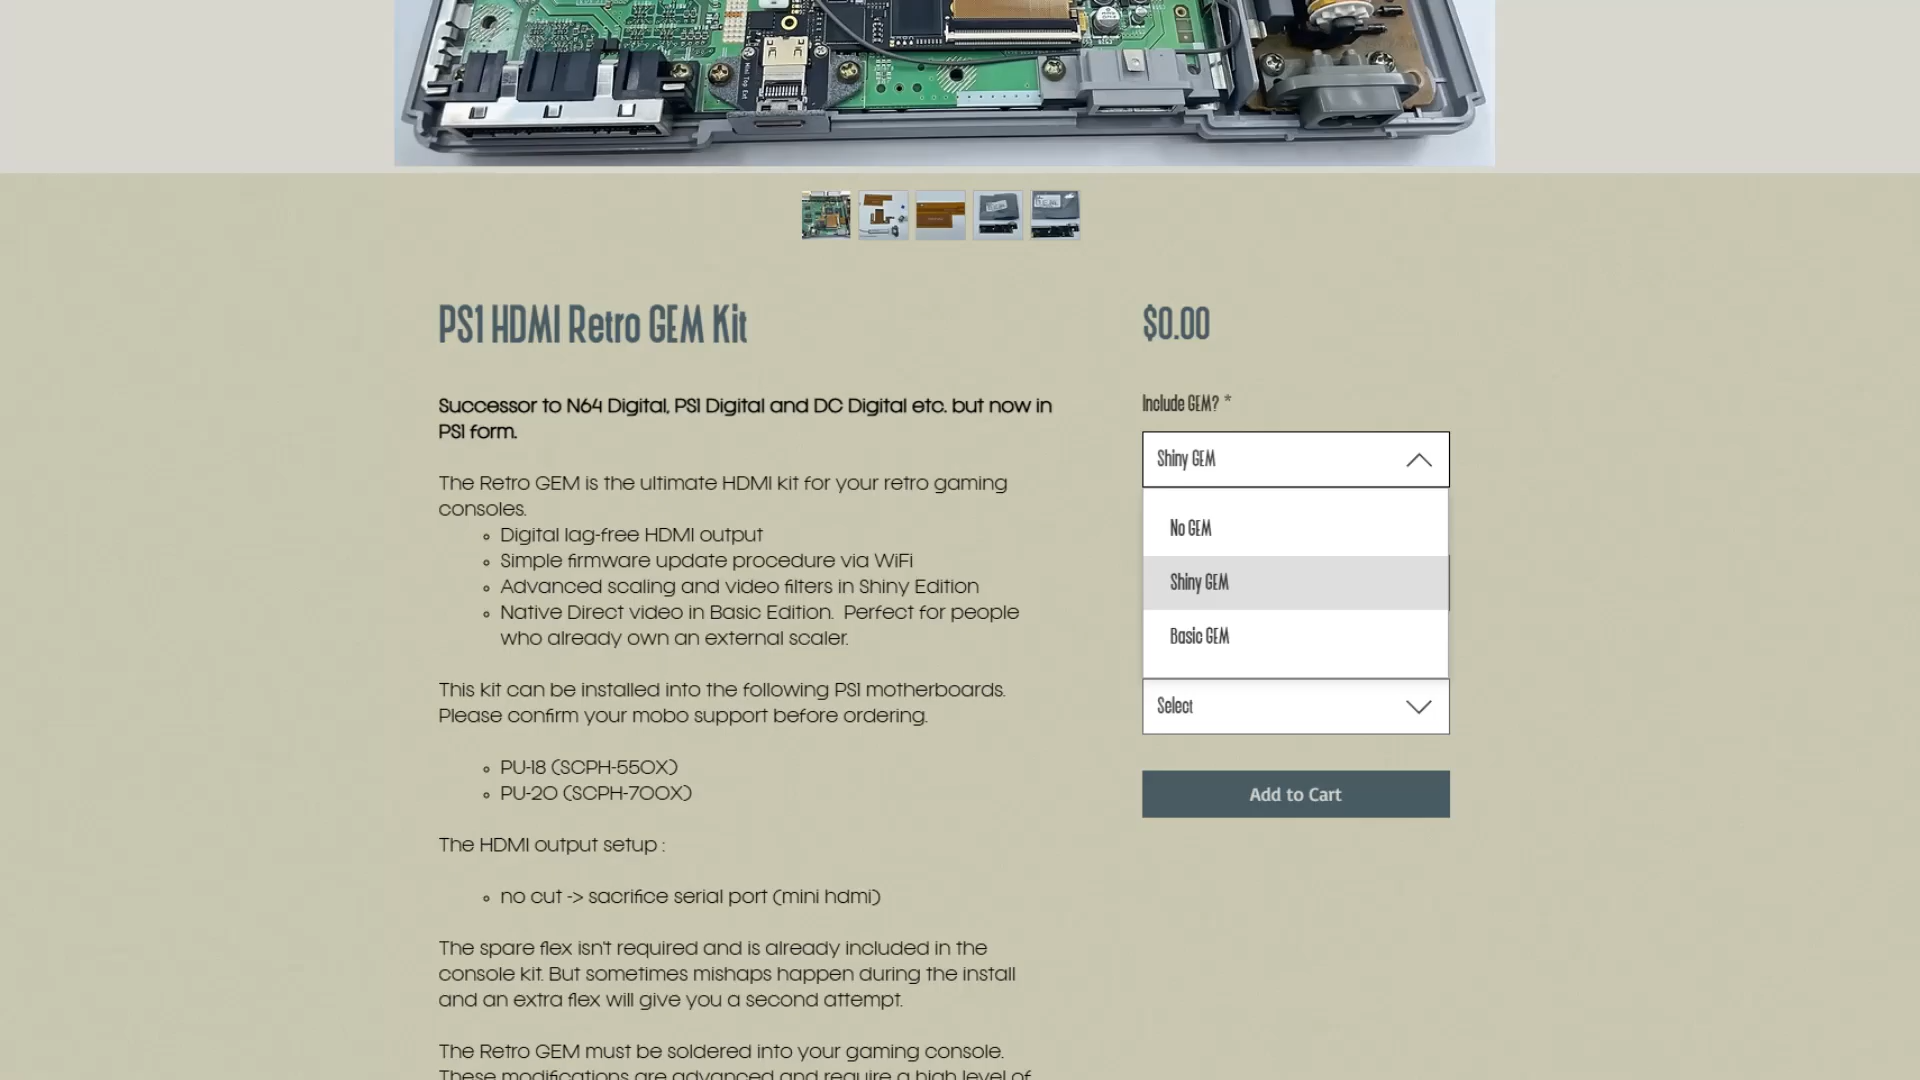 PS1 HDMI Retro GEM Kit
$0.00
Successor to N64 Digital, PS1 Digital and DC Digital etc. but now in
PS1 form.
The Retro GEM is the ultimate HDMI kit for your retro gaming
consoles.
Digital lag-free HDMI output
Simple firmware update procedure via WiFi
Advanced scaling and video filters in Shiny Edition
Native Direct video in Basic Edition.  Perfect for people
who already own an external scaler.
This kit can be installed into the following PS1 motherboards.
Please confirm your mobo support before ordering.
PU-18 (SCPH-550X)
PU-20 (SCPH-700X)
The HDMI output setup :
no cut -> sacrifice serial port (mini hdmi)
The spare flex isn't required and is already included in the
console kit. But sometimes mishaps happen during the install
and an extra flex will give you a second attempt.
The Retro GEM must be soldered into your gaming console.
These modifications are advanced and require a high level of
Include GEM? *
Shiny GEM
No GEM
Shiny GEM
Basic GEM
Select
Add to Cart